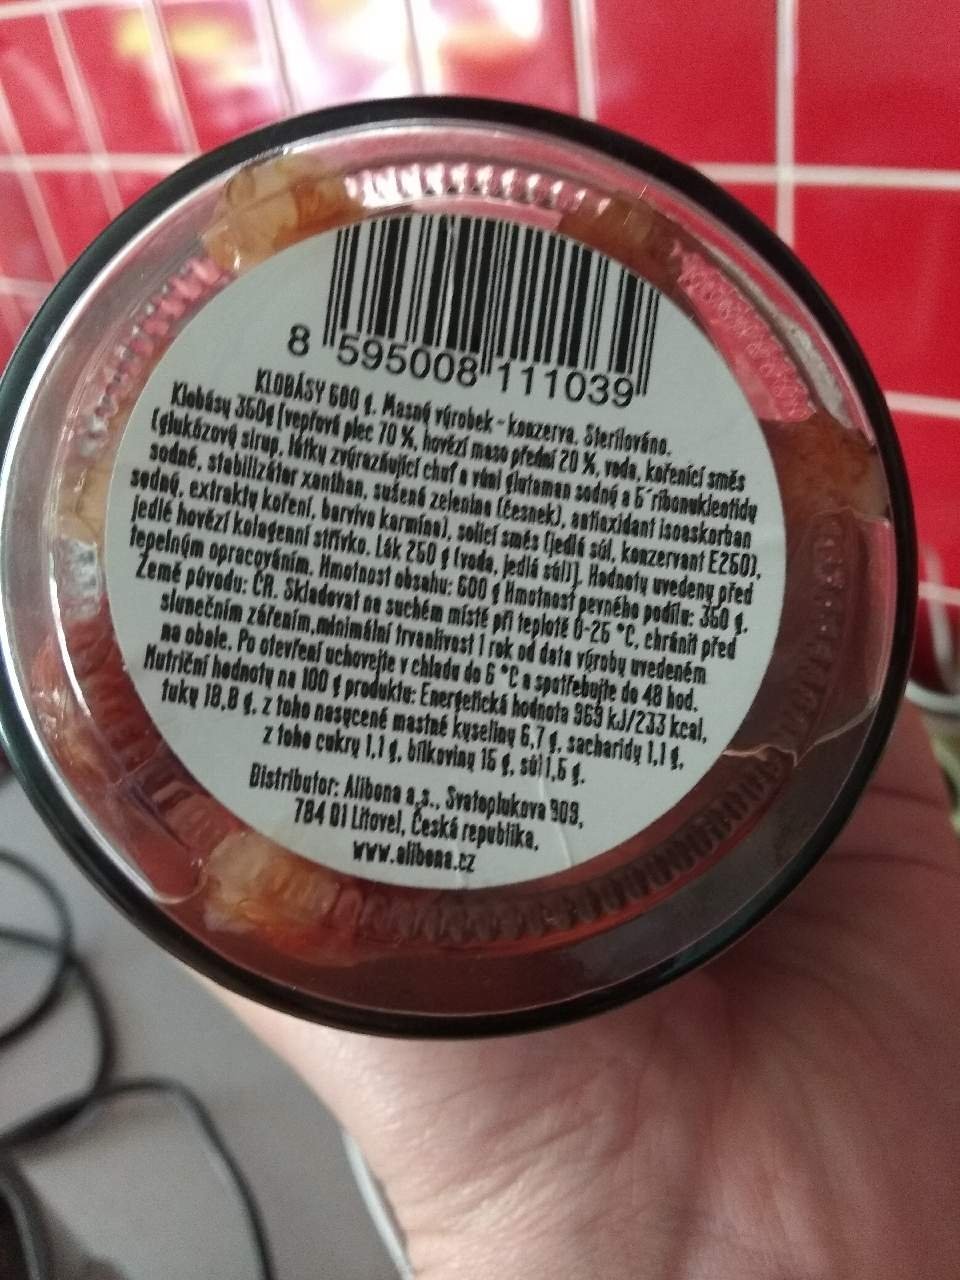 8 595008 111039
KLOBÁSY 600 g. Masný výrobek - konzerva. Sterilováno.
Klobásy 350g [vepřová plec 70 %, hovězí maso přední 20 %, voda, kořenící směs
(glukózový sirup, látky zvýrazňující chuť a vůni glutaman sodný a 5´ribonukleotidy
sodné, stabilizátor xanthan, sušená zelenina (česnek), antioxidant isoaskorban
sodný, extrakty koření, barvivo karmína), solící směs (jedlá sůl, konzervant E250),
jedlé hovězí kolagenní střívko. Lák 250 g (voda, jedlá sůl)]. Hodnoty uvedeny před
tepelným opracováním. Hmotnost obsahu: 600 g Hmotnost pevného podílu: 350 g.
Země původu: ČR. Skladovat na suchém místě při teplotě 0-25 °C, chránit před
slunečním zářením,minimální trvanlivost 1 rok od data výroby uvedeném
na obale. Po otevření uchovejte v chladu do 6 °C a spotřebujte do 48 hod.
Nutriční hodnoty na 100 g produktu: Energetická hodnota 969 kJ/233 kcal,
tuky 18,8 g, z toho nasycené mastné kyseliny 6,7 g, sacharidy 1,1 g,
z toho cukry 1,1 g, bílkoviny 15 g, sůl 1,6 g.
Distributor: Alibona a.s., Svatoplukova 909,
784 01 Litovel, Česká republika,
www.alibona.cz